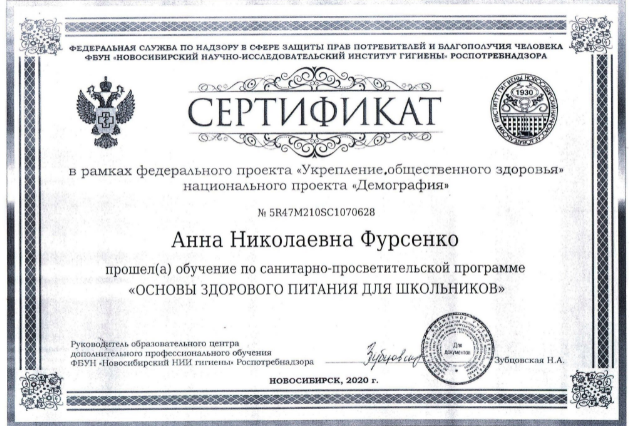 ФЕДЕРАЛЬНАЯ СЛУЖБА ПО НАДЗОРУ В СФЕРЕ ЗАЩИТЫ ПРАВ ПОТРЕБИТЕЛЕЙ И БЛАГОПОЛУЧИЯ ЧЕЛОВЕКА
ФБУН «НОВОСИБИРСКИЙ НАУЧНО-ИССЛЕДОВАТЕЛЬСКИЙ ИНСТИТУТ ГИГИЕНЫ» РОСПОТРЕБНАДЗОРА
1930
СЕРТИФИКАТ
в рамках федерального проекта «Укрепление общественного здоровья»
национального проекта «Демография»
№ 5R47M210SC1070628
Анна Николаевна Фурсенко
прошел(а) обучение по санитарно-просветительской программе
«ОСНОВЫ ЗДОРОВОГО ПИТАНИЯ ДЛЯ ШКОЛЬНИКОВ»
Руководитель образовательного центра
дополнительного профессионального обучения
ФБУН «Новосибирский НИИ гигиены» Роспотребнадзора
Для
документов
Зубцовская Н.А.
НОВОСИБИРСК, 2020 г.